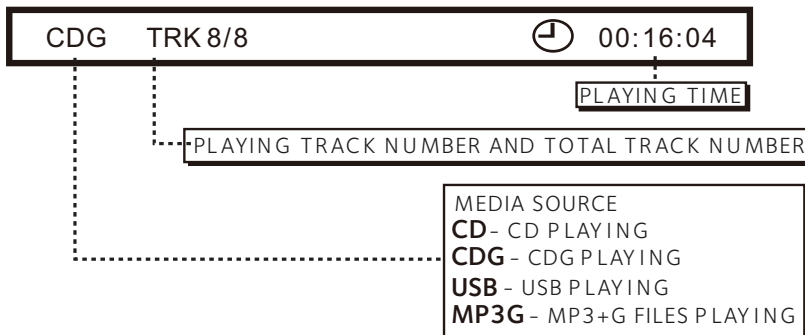 CDG TRK 8/8 00:16:04
PLAYING TIME
PLAYING TRACK NUMBER AND TOTAL TRACK NUMBER
MEDIA SOURCE
CD - CD PLAYING
CDG - CDG PLAYING
USB - USB PLAYING
MP3G - MP3+G FILES PLAYING